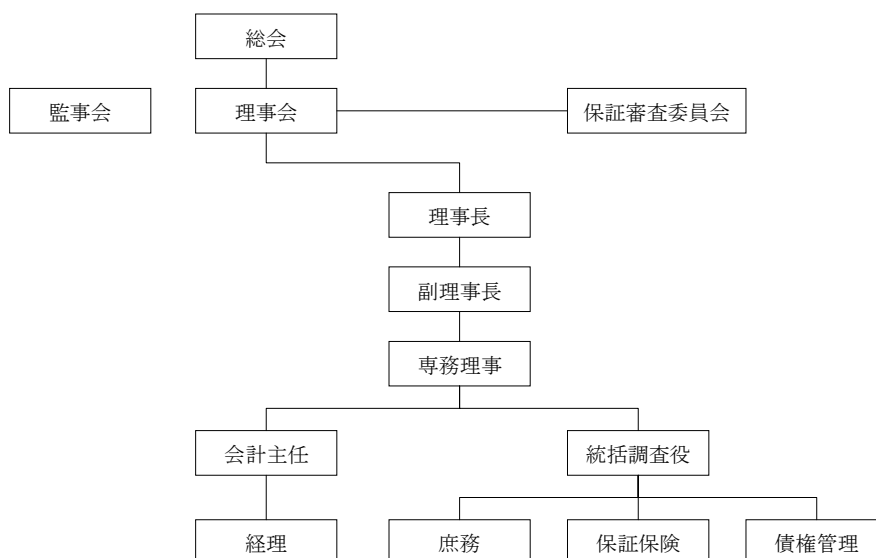 総会
監事会
理事会
保証審査委員会
理事長
副理事長
専務理事
会計主任
統括調査役
経理
庶務
保証保険
債権管理